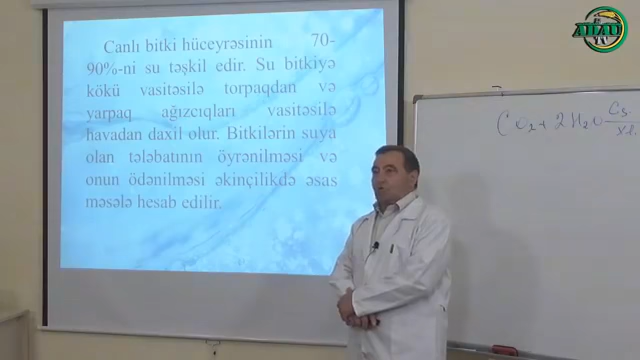 Canlı bitki hüceyrəsinin 70-
90%-ni su təşkil edir. Su bitkiyə
kökü vasitəsilə torpaqdan və
yarpaq ağızcıqları vasitəsilə
havadan daxil olur. Bitkilərin suya
olan tələbatının öyrənilməsi və
onun ödənilməsi əkinçilikdə əsas
məsələ hesab edilir.
CO2+2H2O
ADAU
TV